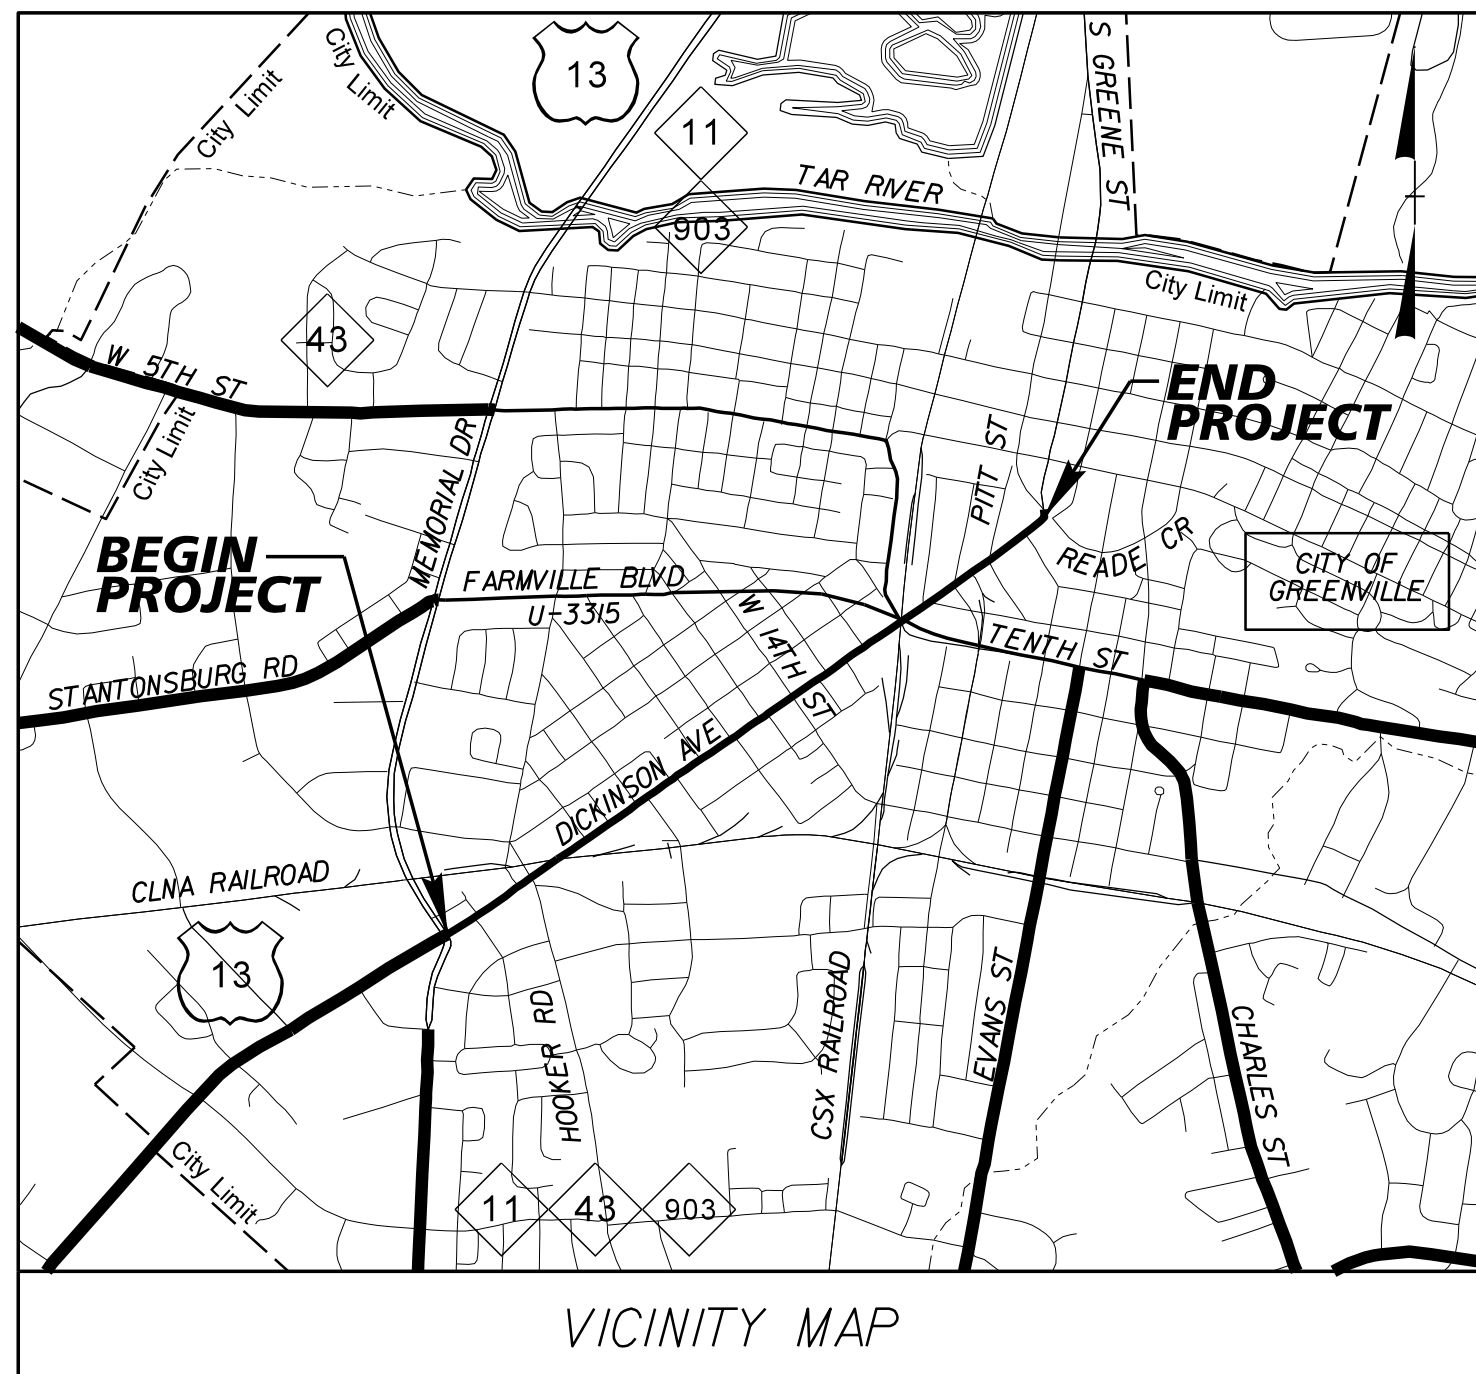 City Limit
City Limit
13
11
S GREENE ST
TAR RIVER
903
City Limit
43
W 5TH ST
City Limit
MEMORIAL DR
END
PROJECT
PITT ST
READE CR
BEGIN
PROJECT
CITY OF
GREENVILLE
FARMVILLE BLVD
U-3315
W 14TH ST
TENTH ST
STANTONSBURG RD
DICKINSON AVE
CLNA RAILROAD
13
HOOKER RD
CSX RAILROAD
EVANS ST
CHARLES ST
City Limit
11
43
903
VICINITY MAP